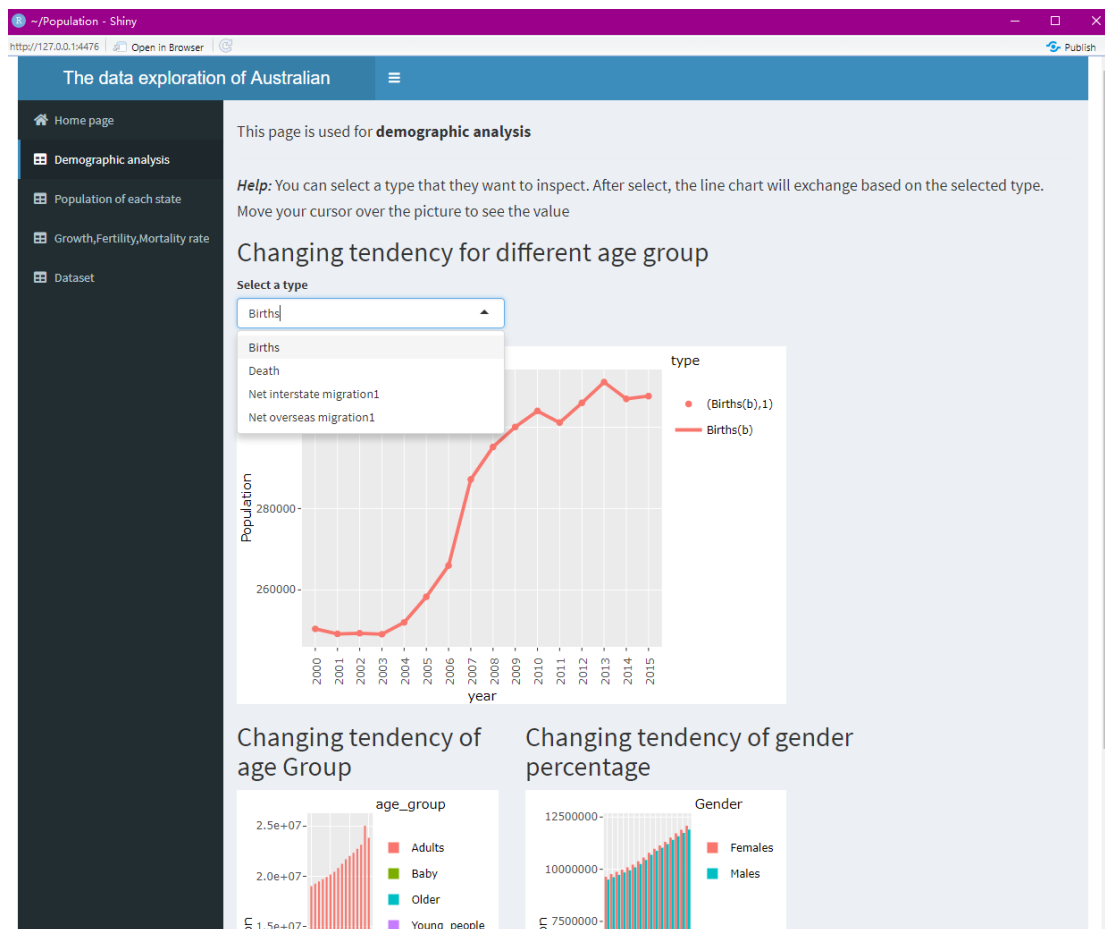 ~/Population - Shiny
http://127.0.0.1:4476 Open in Browser Publish
The data exploration of Australian
Home page
Demographic analysis
Population of each state
Growth,Fertility,Mortality rate
Dataset
This page is used for demographic analysis
Help: You can select a type that they want to inspect. After select, the line chart will exchange based on the selected type.
Move your cursor over the picture to see the value
Changing tendency for different age group
Select a type
Births
Births
Death
Net interstate migration1
Net overseas migration1
type
(Births(b),1)
Births(b)
Population
280000
260000
2000 2001 2002 2003 2004 2005 2006 2007 2008 2009 2010 2011 2012 2013 2014 2015
year
Changing tendency of
age Group
age_group
2.5e+07
2.0e+07
1.5e+07
Adults
Baby
Older
Young_people
Changing tendency of gender
percentage
Gender
12500000
10000000
7500000
Females
Males